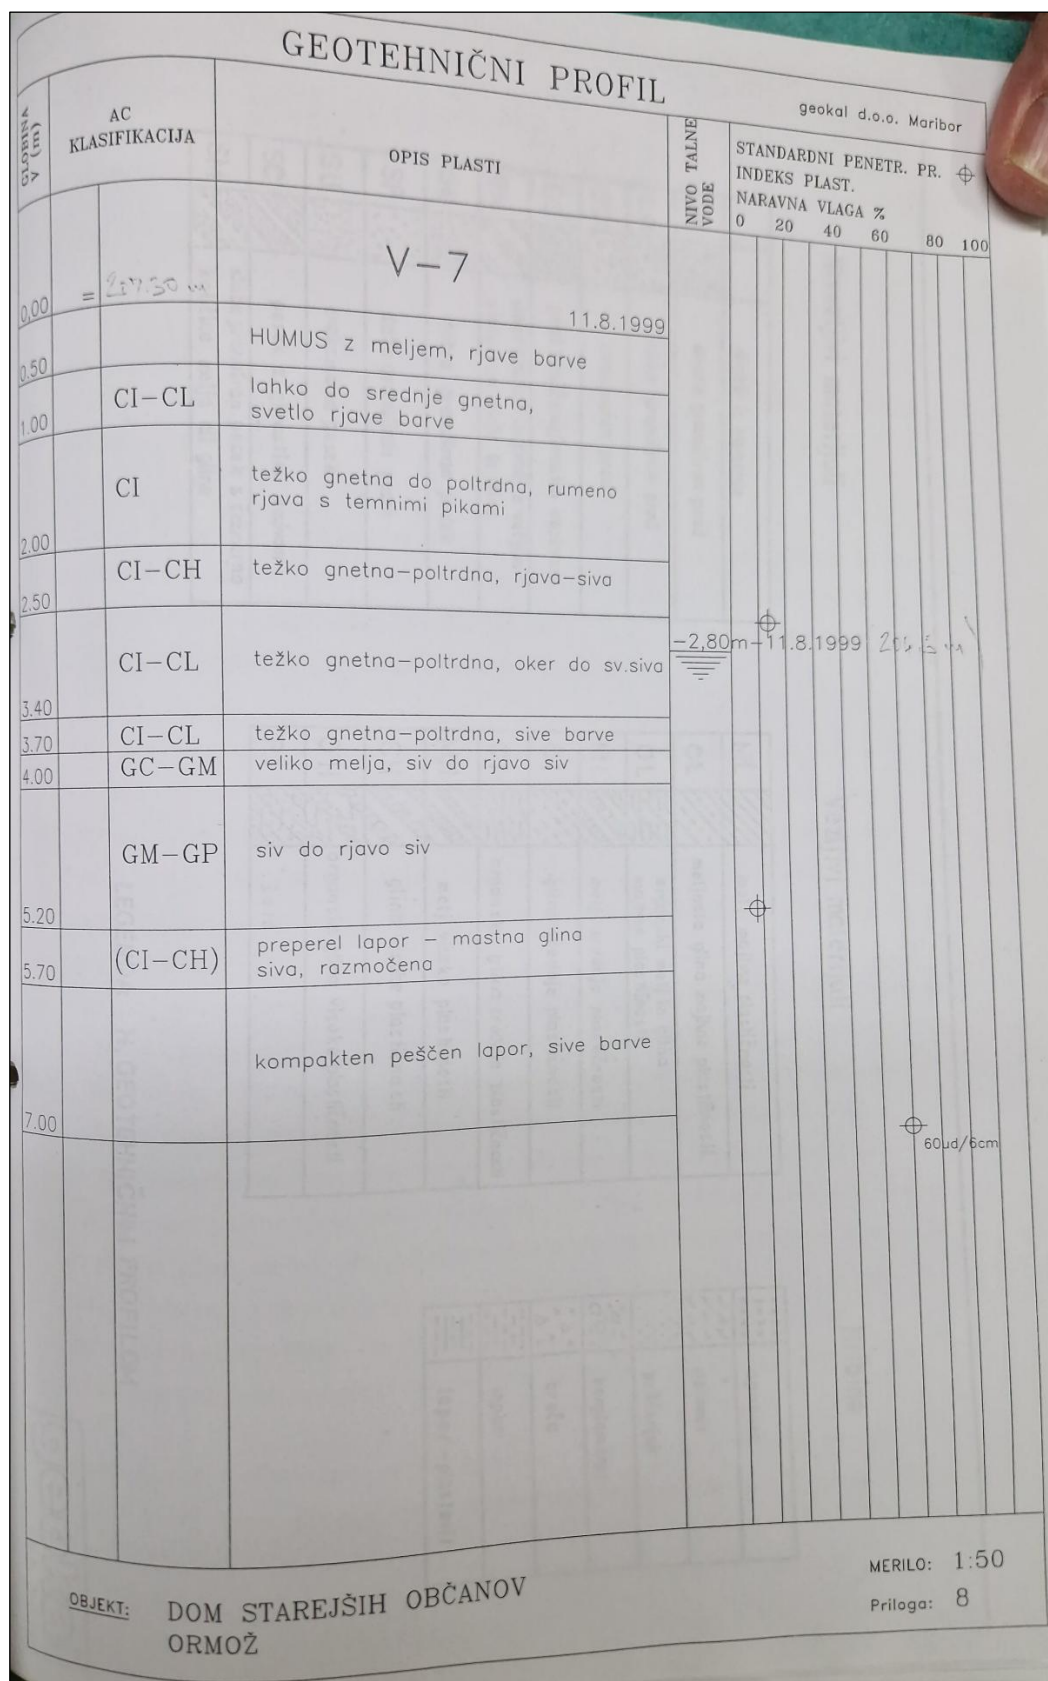 GEOTEHNIČNI PROFIL
geokal d.o.o. Maribor
GLOBINA
V (m)
AC
KLASIFIKACIJA
OPIS PLASTI
NIVO TALNE
VODE
STANDARDNI PENETR. PR.
INDEKS PLAST.
NARAVNA VLAGA %
0 20 40 60 80 100
V-7
0,00 =
11.8.1999
HUMUS z meljem, rjave barve
0.50
CI-CL
lahko do srednje gnetna,
svetlo rjave barve
1.00
CI
težko gnetna do poltrdna, rumeno
rjava s temnimi pikami
2.00
CI-CH težko gnetna-poltrdna, rjava-siva
2.50
-2,80m-11.8.1999
CI-CL težko gnetna-poltrdna, oker do sv.siva
3.40
CI-CL težko gnetna-poltrdna, sive barve
3.70
GC-GM veliko melja, siv do rjavo siv
4.00
GM-GP siv do rjavo siv
5.20
(CI-CH)
preperel lapor - mastna glina
siva, razmočena
5.70
kompakten peščen lapor, sive barve
7.00
60ud/6cm
OBJEKT: DOM STAREJŠIH OBČANOV
ORMOŽ
MERILO: 1:50
Priloga: 8